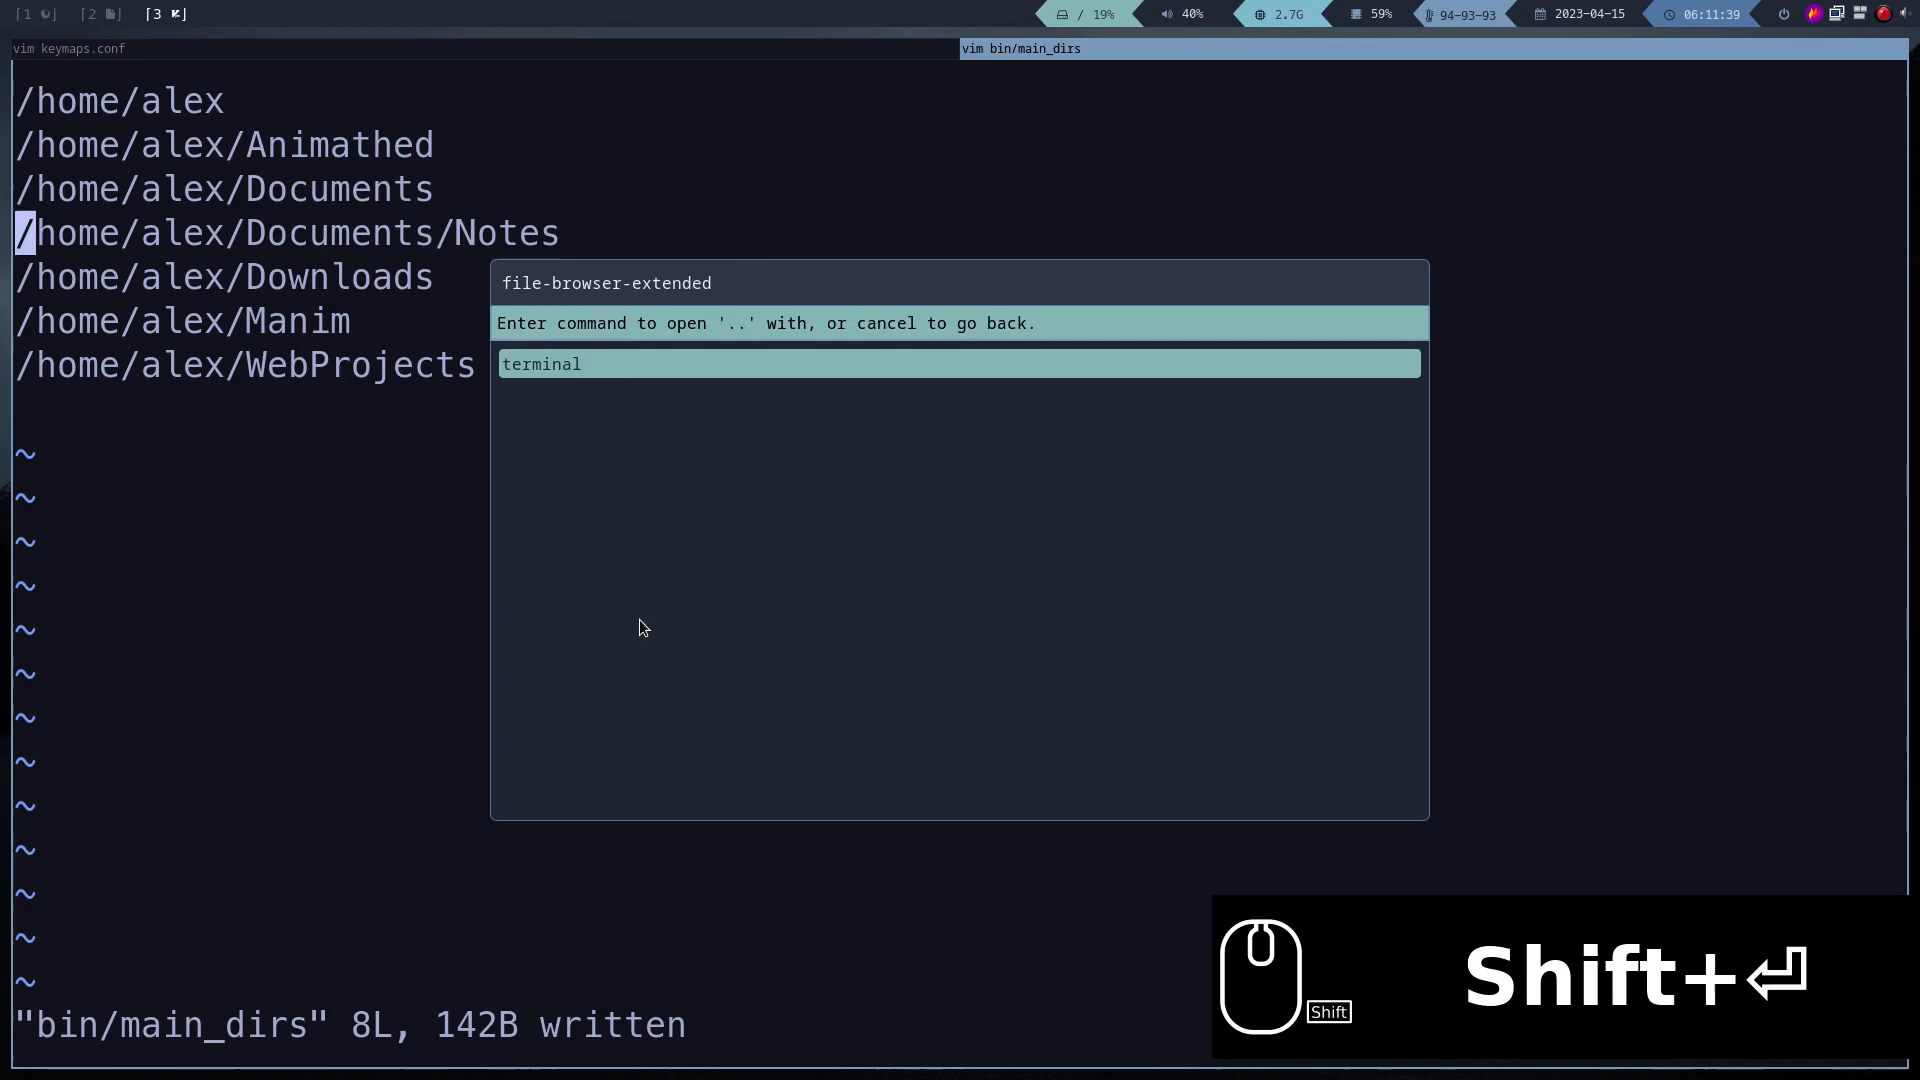 [1 ] [2 ] [3 ]
/ 19% 40% 2.7G 59% 94-93-93 2023-04-15 06:11:39
vim keymaps.conf
vim bin/main_dirs
/home/alex
/home/alex/Animathed
/home/alex/Documents
/home/alex/Documents/Notes
/home/alex/Downloads
/home/alex/Manim
/home/alex/WebProjects
file-browser-extended
Enter command to open '..' with, or cancel to go back.
terminal
~
~
~
~
~
~
~
~
~
~
~
~
~
"bin/main_dirs" 8L, 142B written
Shift
Shift+⏎